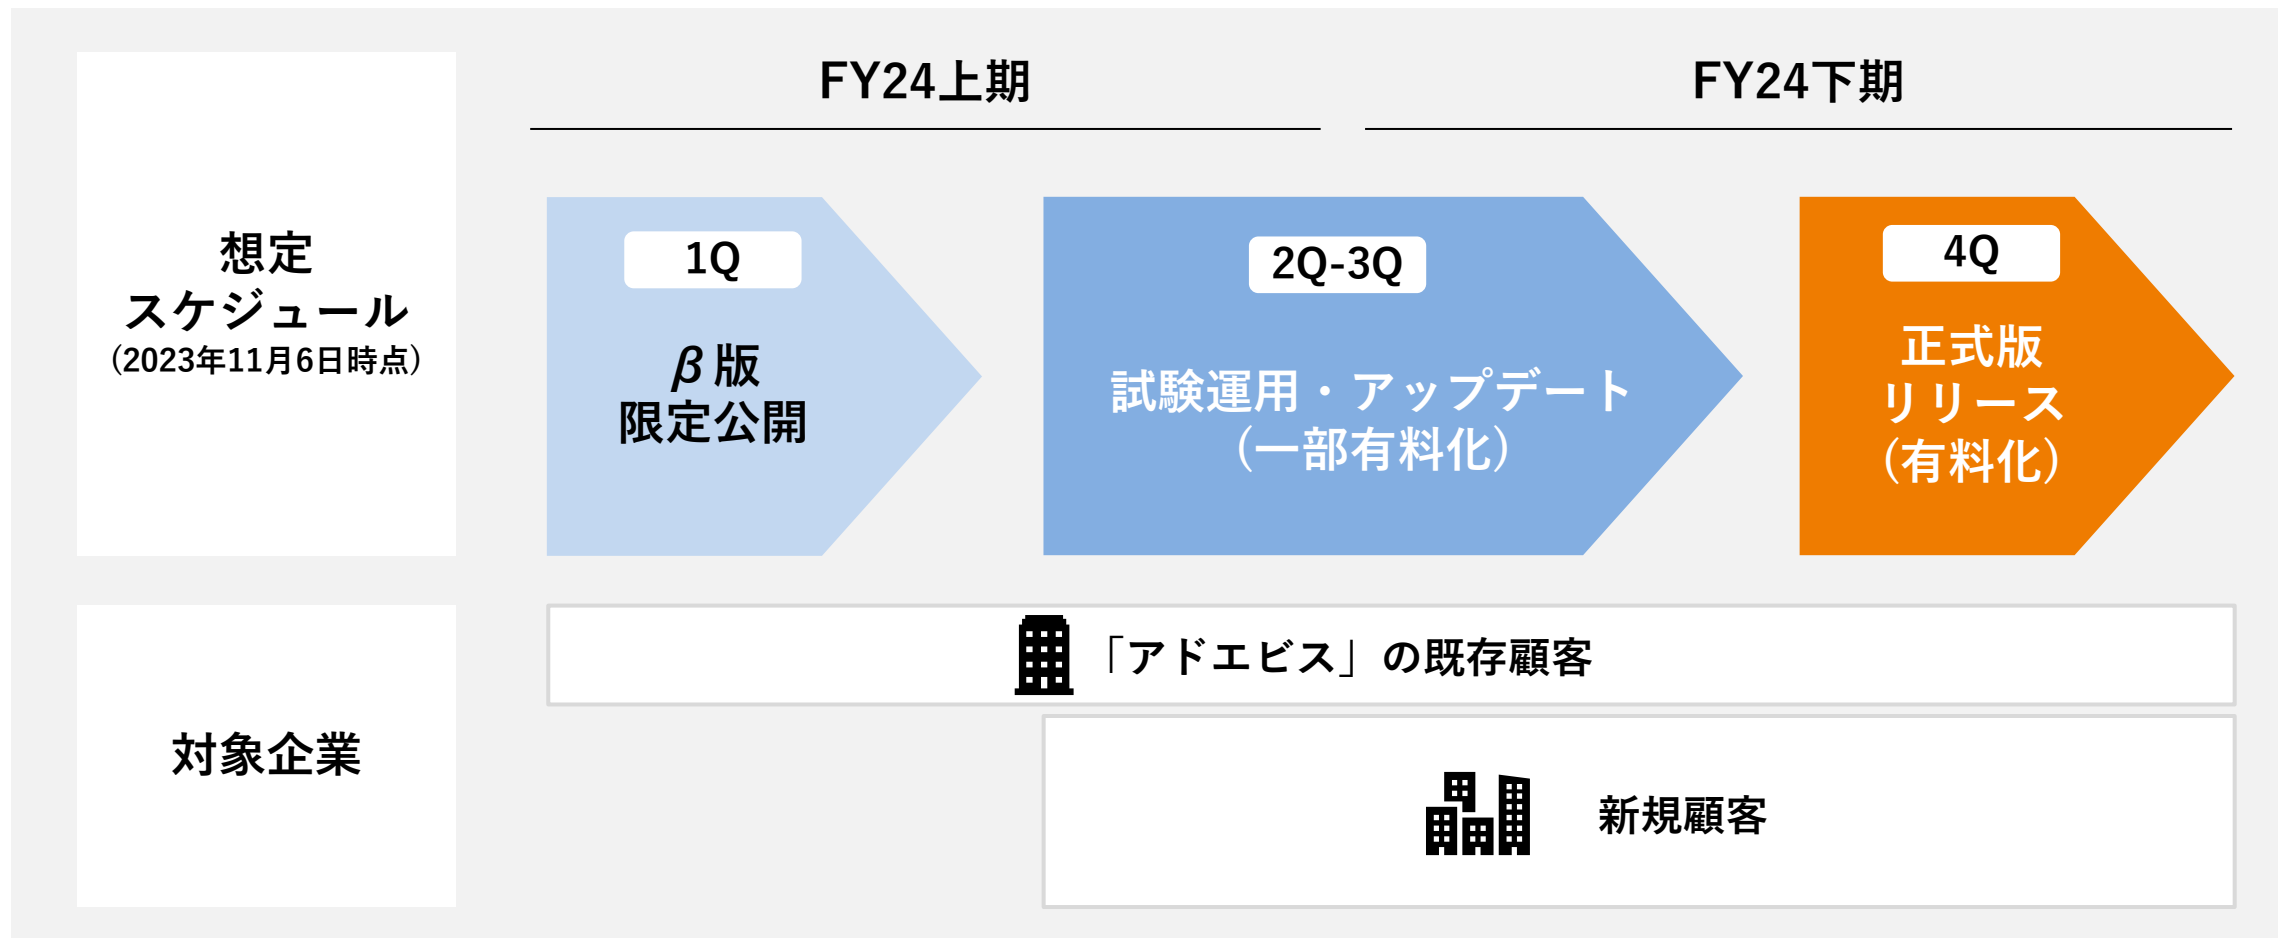 FY24上期
FY24下期
想定
スケジュール
(2023年11月6日時点)
1Q
β版
限定公開
2Q-3Q
試験運用・アップデート
(一部有料化)
4Q
正式版
リリース
(有料化)
対象企業
「アドエビス」の既存顧客
新規顧客